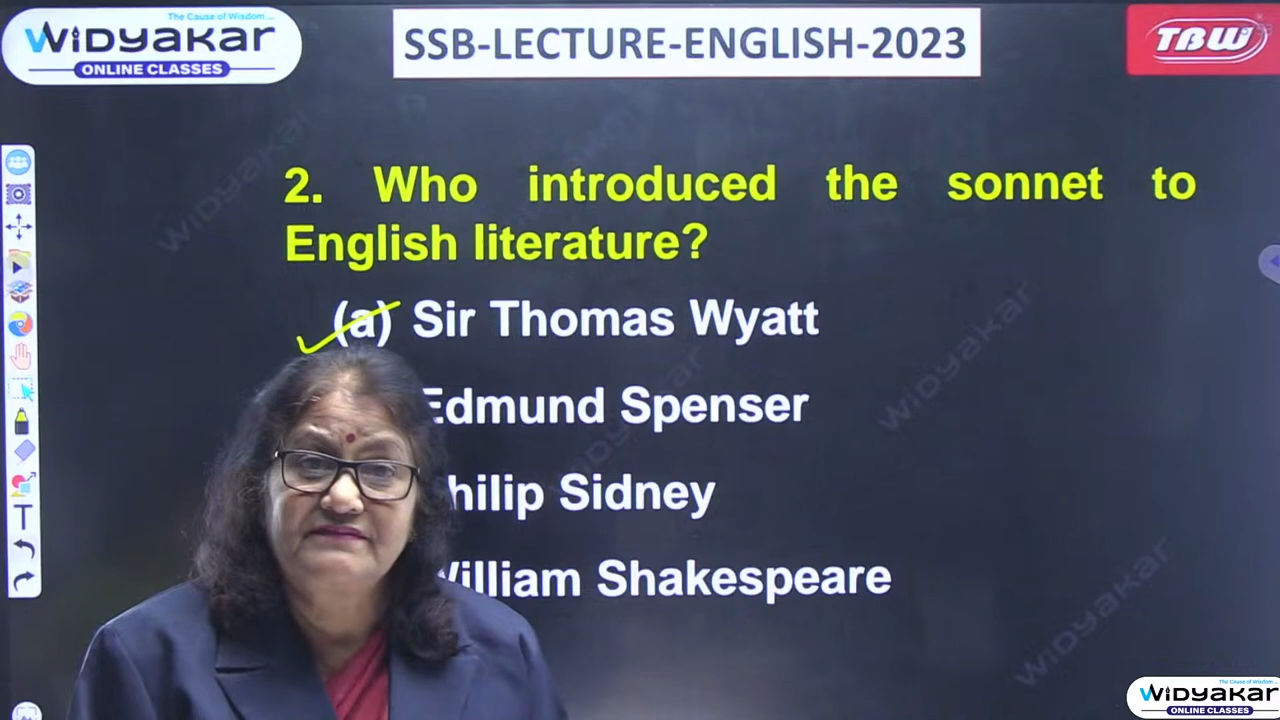 The Cause of Wisdom ...
WiDyaKar
ONLINE CLASSES
SSB-LECTURE-ENGLISH-2023
TBW
2. Who introduced the sonnet to
English literature?
(a) Sir Thomas Wyatt
Edmund Spenser
hilip Sidney
William Shakespeare
The Cause of Wisdom ...
WiDyaKar
ONLINE CLASSES